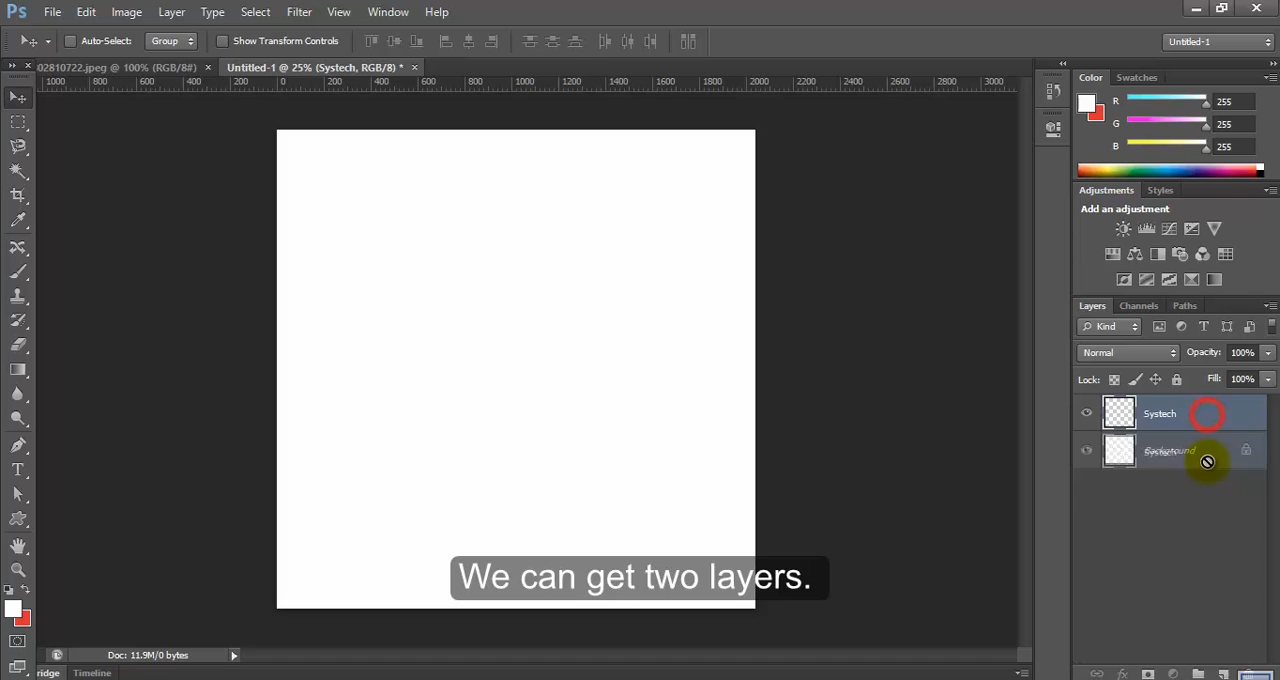 Ps File Edit Image Layer Type Select Filter View Window Help
Auto-Select: Group Show Transform Controls Untitled-1
02810722.jpeg @ 100% (RGB/8#) × Untitled-1 @ 25% (Systech, RGB/8) * ×
1000 800 600 400 200 0 200 400 600 800 1000 1200 1400 1600 1800 2000 2200 2400 2600 2800 3000
Color Swatches
R 255
G 255
B 255
Adjustments Styles
Add an adjustment
Layers Channels Paths
Kind
Normal Opacity: 100%
Lock: Fill: 100%
Systech
Background
Systech
We can get two layers.
Doc: 11.9M/0 bytes
ridge Timeline